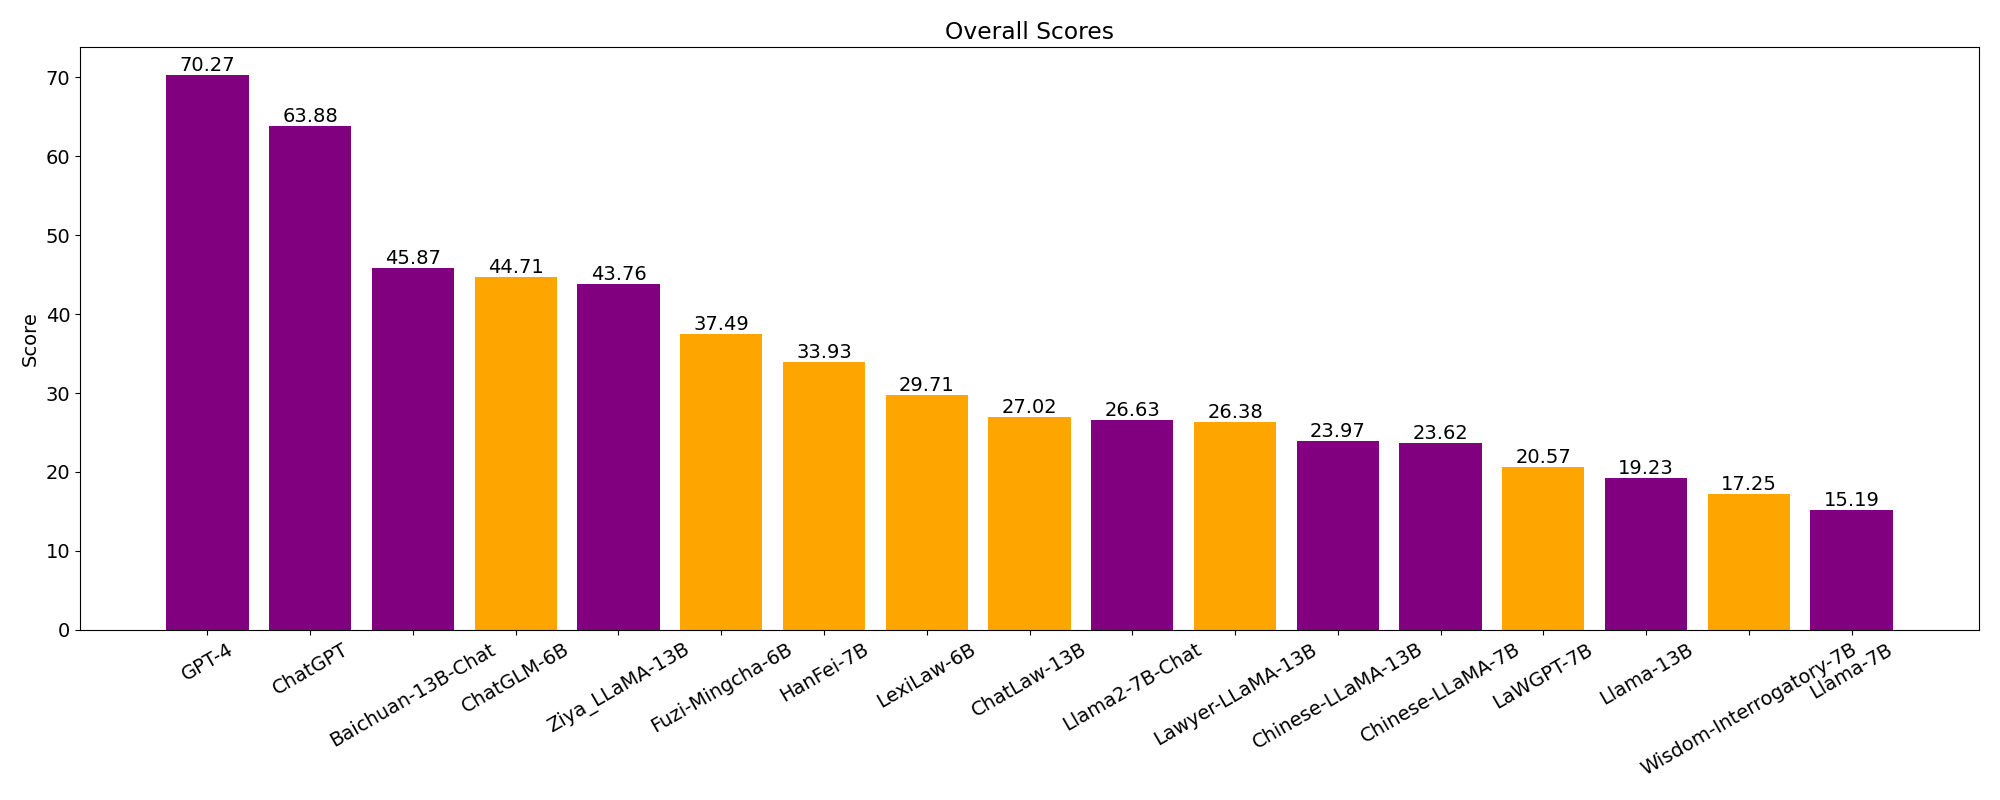 Overall Scores
Score
70
60
50
40
30
20
10
0
70.27
63.88
45.87
44.71
43.76
37.49
33.93
29.71
27.02
26.63
26.38
23.97
23.62
20.57
19.23
17.25
15.19
GPT-4
ChatGPT
Baichuan-13B-Chat
ChatGLM-6B
Ziya_LLaMA-13B
Fuzi-Mingcha-6B
HanFei-7B
LexiLaw-6B
ChatLaw-13B
Llama2-7B-Chat
Lawyer-LLaMA-13B
Chinese-LLaMA-13B
Chinese-LLaMA-7B
LaWGPT-7B
Llama-13B
Wisdom-Interrogatory-7B
Llama-7B